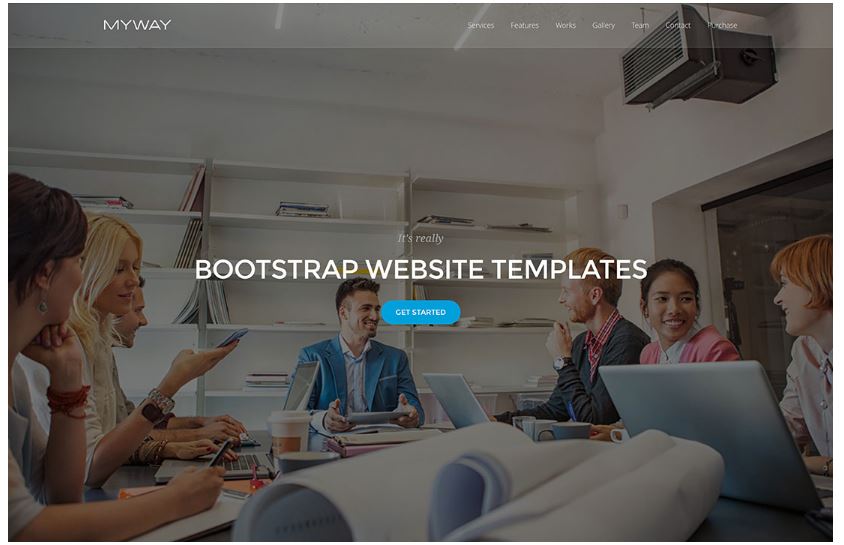 MYWAY
Services Features Works Gallery Team Contact Purchase
It's really
BOOTSTRAP WEBSITE TEMPLATES
GET STARTED